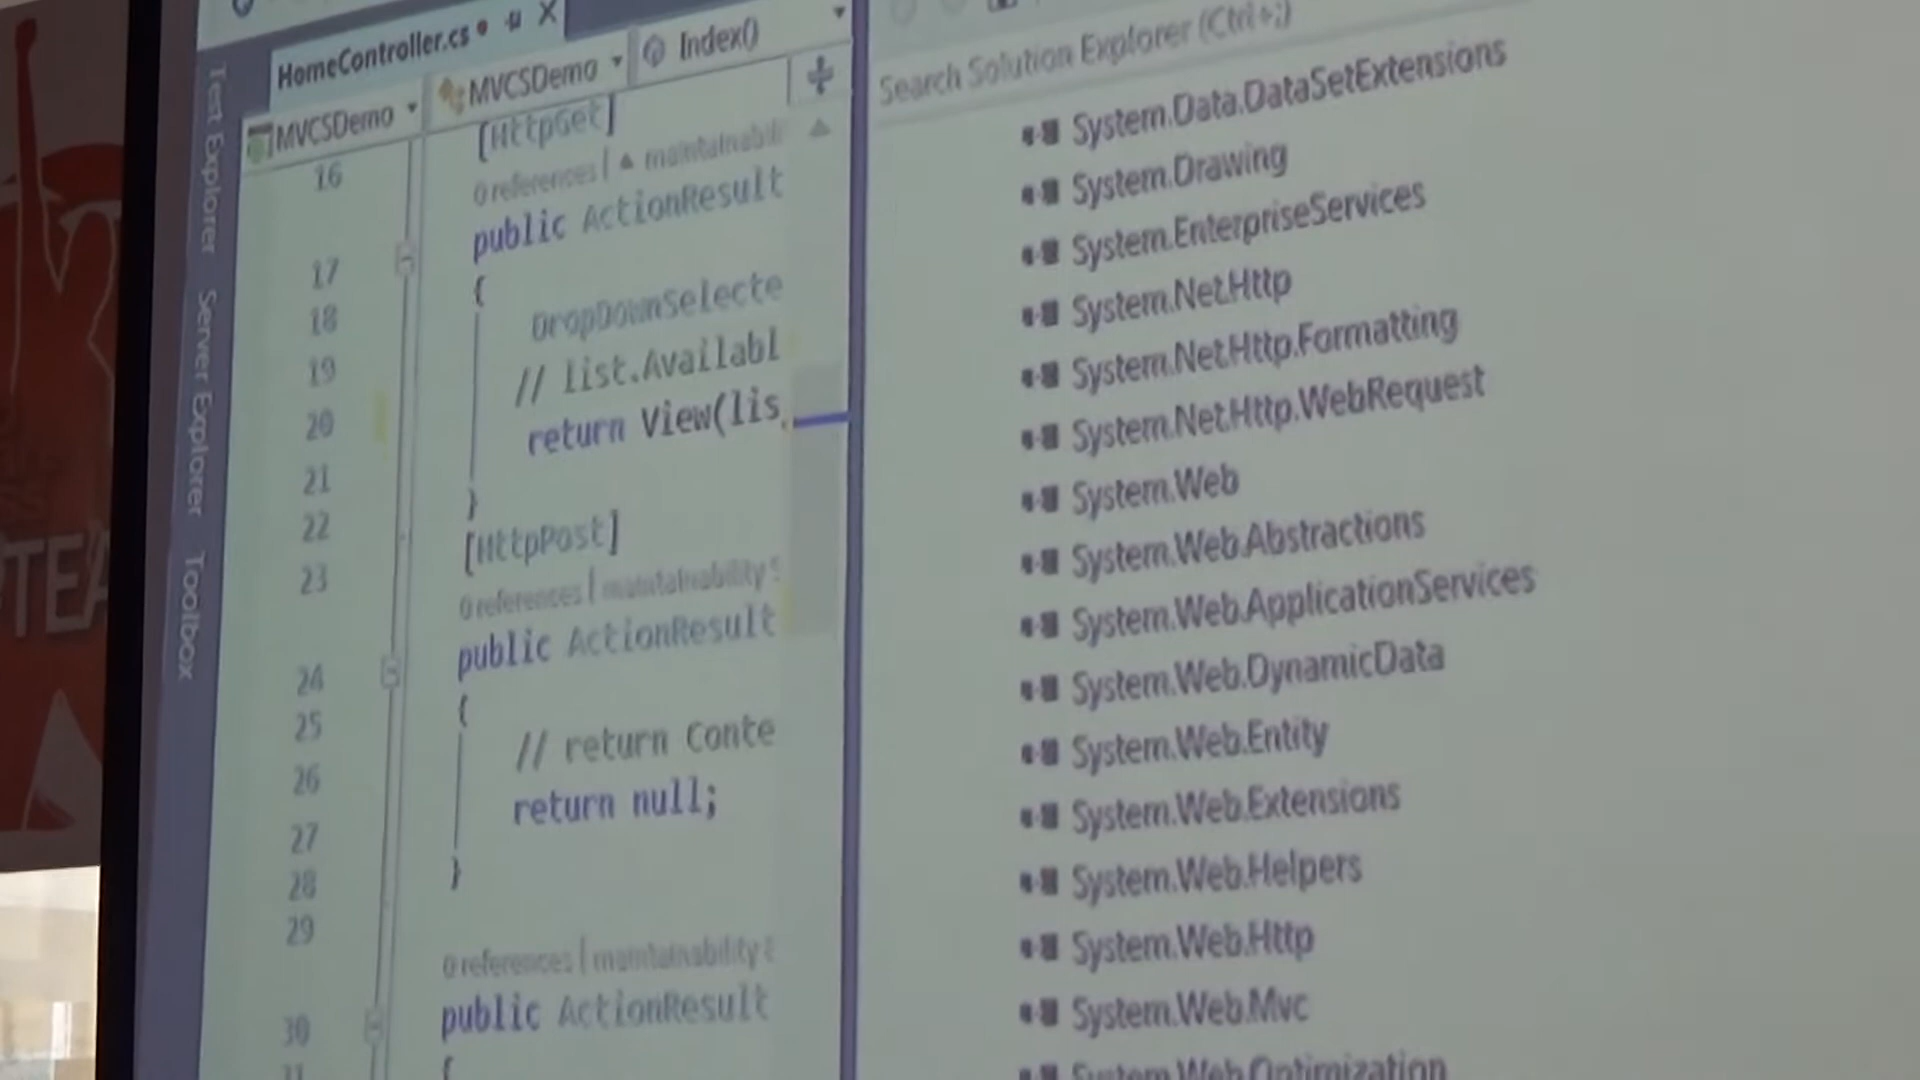 HomeController.cs
MVCSDemo
MVCSDemo
Index()
Test Explorer
Server Explorer
Toolbox
[HttpGet]
0 references |
16
public ActionResult
17
{
18
DropDownSelecte
19
// list.Availabl
20
return View(lis
21
22
}
23
[HttpPost]
0 references | maintainability
24
public ActionResult
25
{
26
// return Conte
27
return null;
28
}
29
0 references | maintainability
30
public ActionResult
31
{
Search Solution Explorer (Ctrl+;)
System.Data.DataSetExtensions
System.Drawing
System.EnterpriseServices
System.Net.Http
System.Net.Http.Formatting
System.Net.Http.WebRequest
System.Web
System.Web.Abstractions
System.Web.ApplicationServices
System.Web.DynamicData
System.Web.Entity
System.Web.Extensions
System.Web.Helpers
System.Web.Http
System.Web.Mvc
System.Web.Optimization
TEA